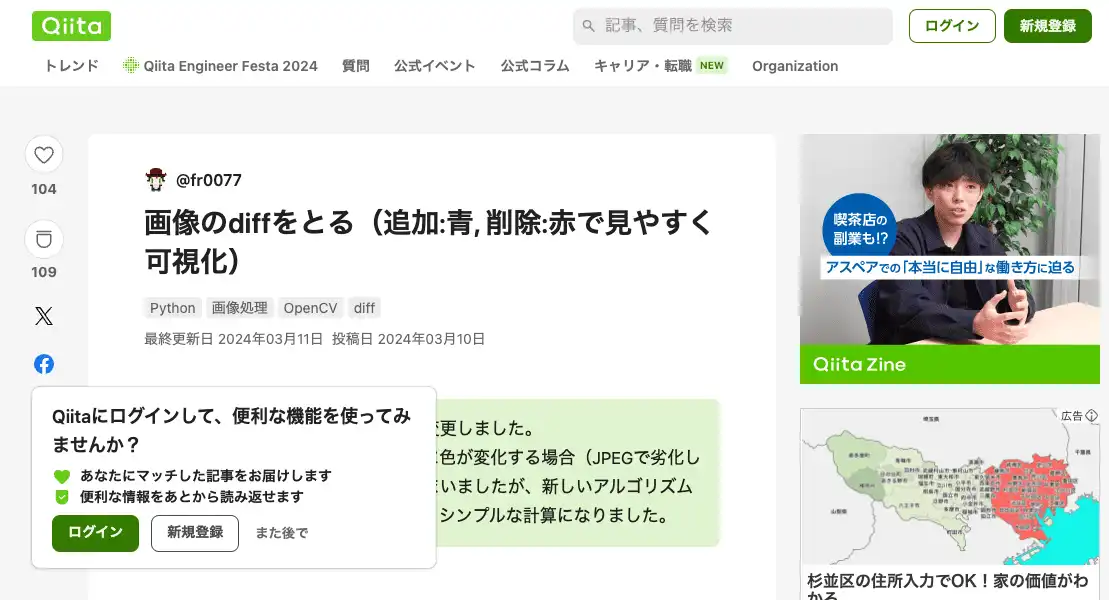 Qiita
記事、質問を検索
ログイン
新規登録
トレンド
Qiita Engineer Festa 2024
質問
公式イベント
公式コラム
キャリア・転職 NEW
Organization
104
109
@fr0077
画像のdiffをとる（追加:青, 削除:赤で見やすく
可視化）
Python 画像処理 OpenCV diff
最終更新日 2024年03月11日 投稿日 2024年03月10日
変更しました。
色が変化する場合（JPEGで劣化し
いましたが、新しいアルゴリズム
シンプルな計算になりました。
Qiitaにログインして、便利な機能を使ってみ
ませんか？
あなたにマッチした記事をお届けします
便利な情報をあとから読み返せます
ログイン
新規登録
また後で
喫茶店の
副業も!?
アスペアでの「本当に自由」な働き方に迫る
Qiita Zine
広告
埼玉県
千葉県
山梨県
杉並区の住所入力でOK！家の価値がわ
かる